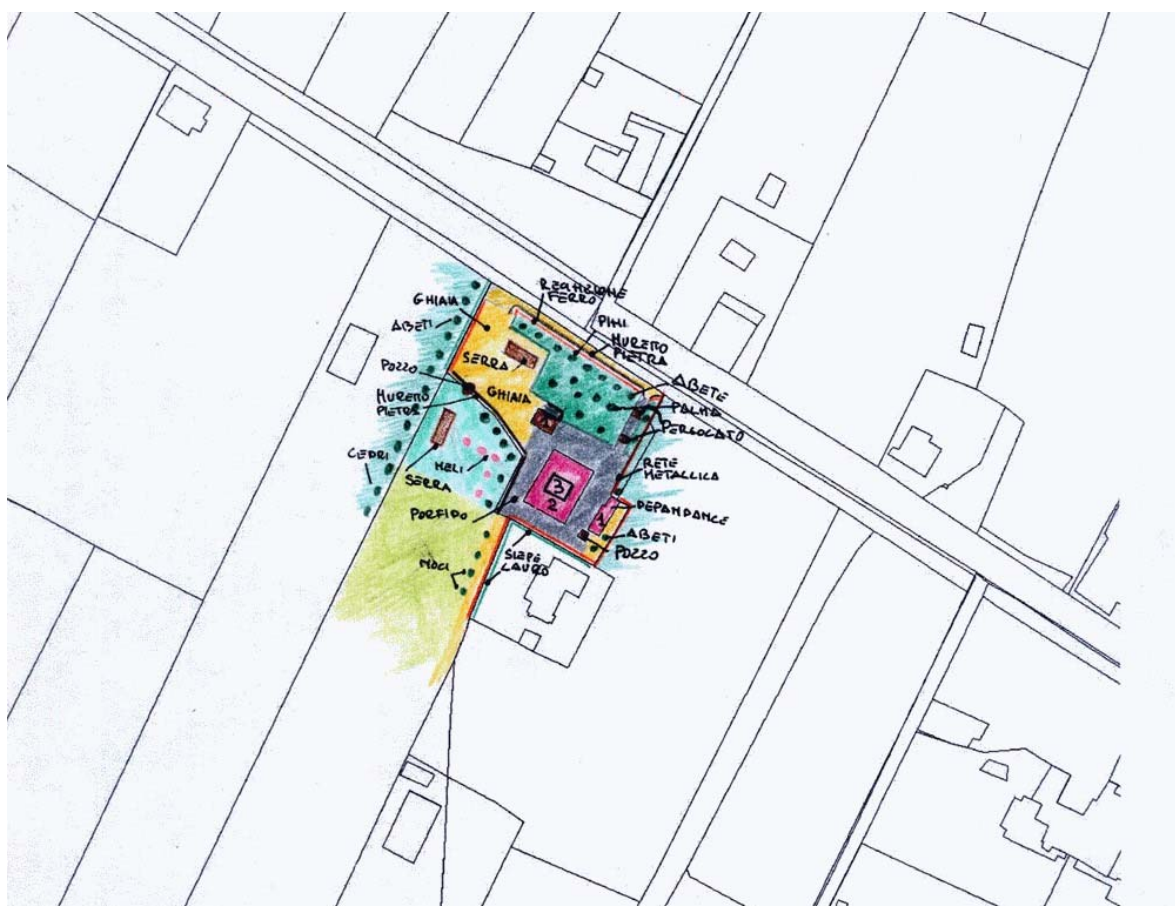 RECINZIONE
FERRO
GHIAIA
ABETI
PINI
MURETTO
PIETRA
SERRA
POZZO
ABETE
GHIAIA
MURETTO
PIETRA
PALMA
PERGOLATO
CEDRI
MELI
SERRA
RETE
METALLICA
3
2
DEPANDANCE
1
PORFIDO
ABETI
POZZO
SIEPE
LAURO
NOCI